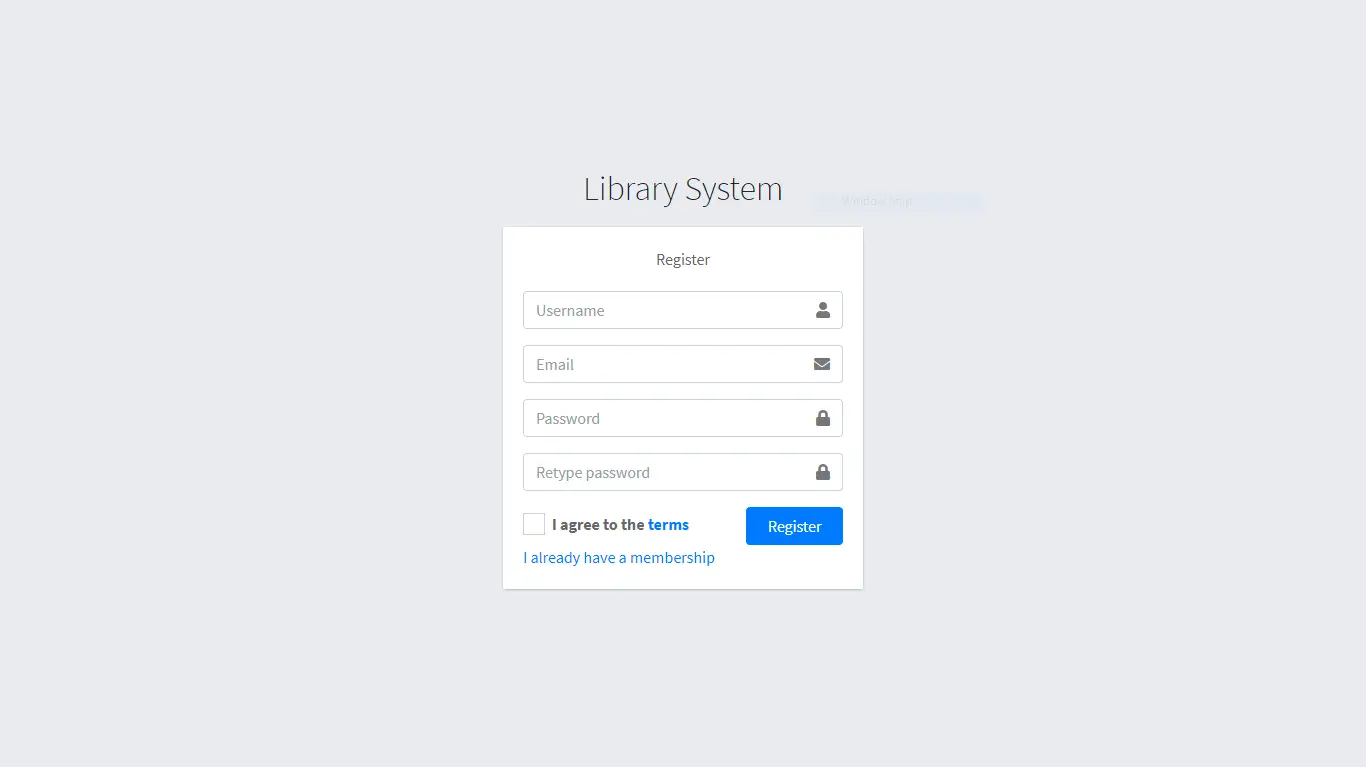 Library System
Register
Username
Email
Password
Retype password
I agree to the terms
Register
I already have a membership